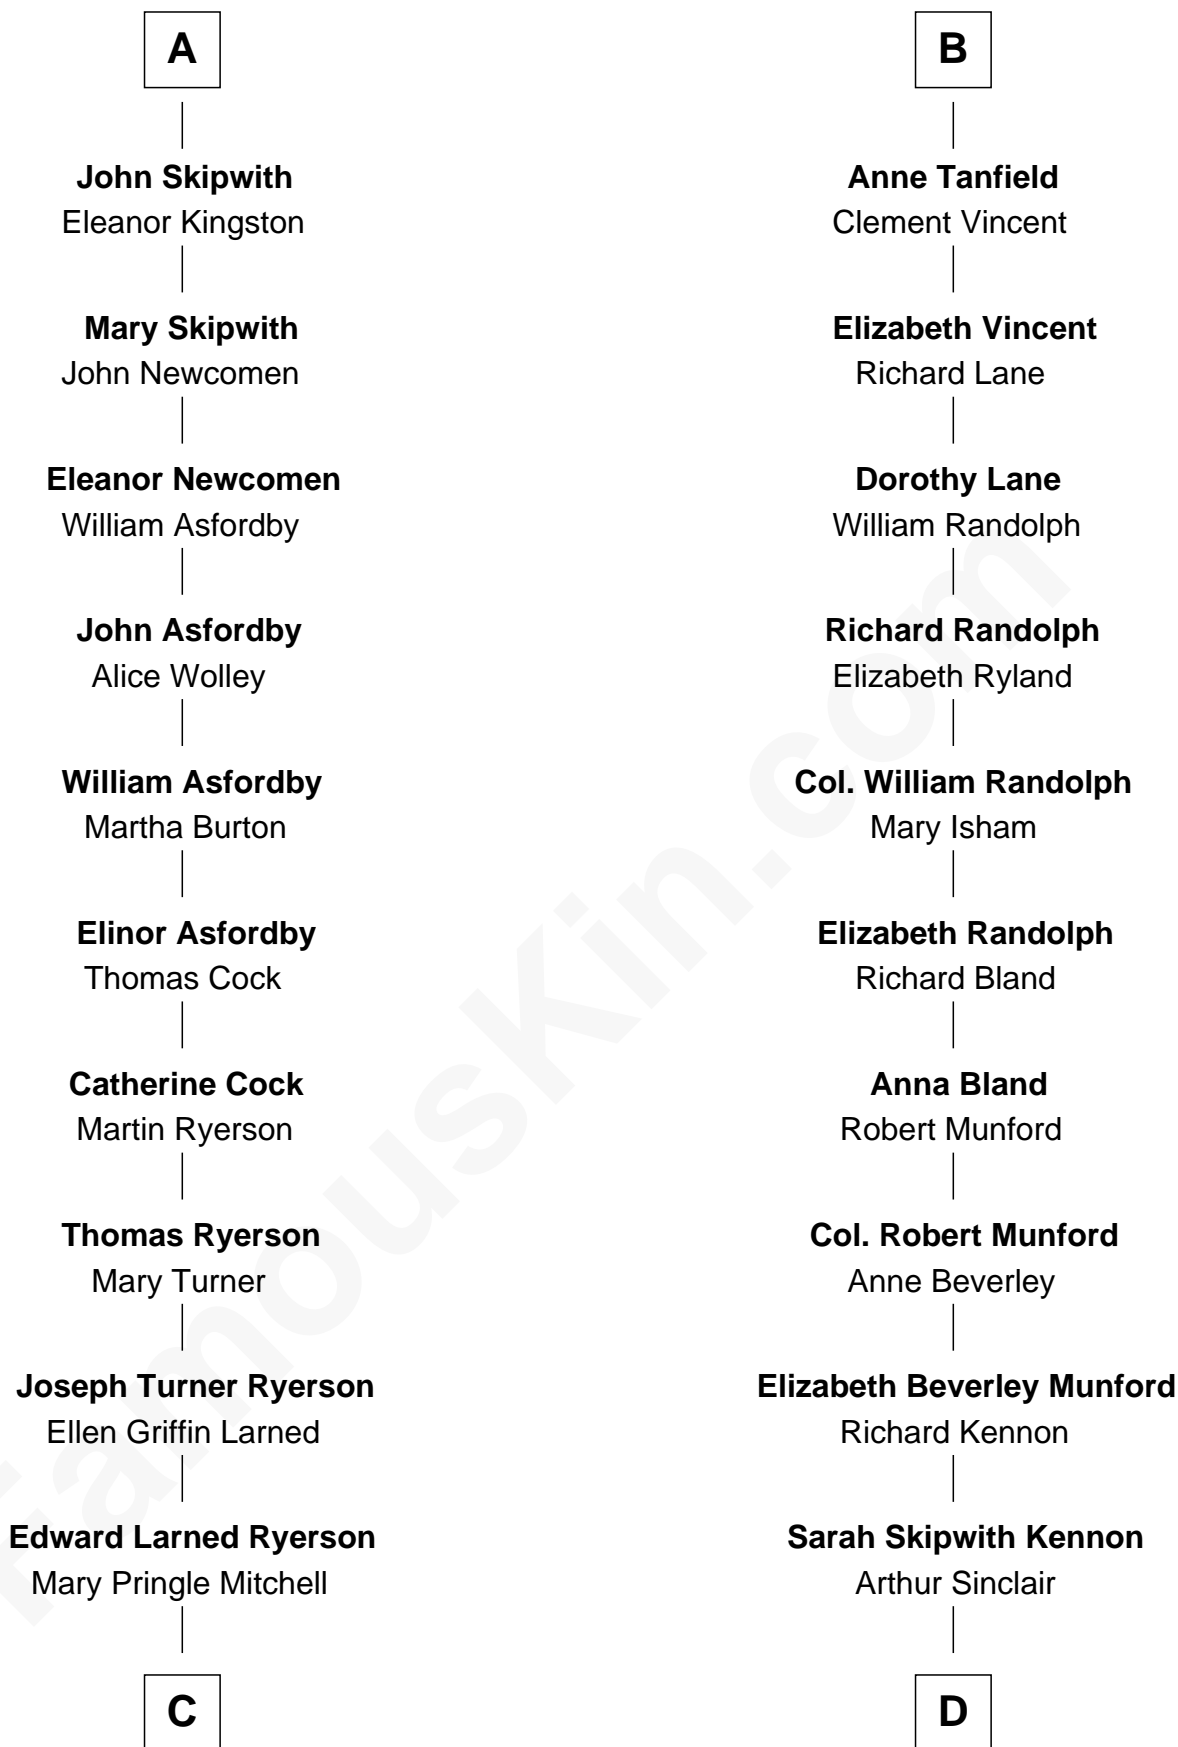 A
John Skipwith
Eleanor Kingston
Mary Skipwith
John Newcomen
Eleanor Newcomen
William Asfordby
John Asfordby
Alice Wolley
William Asfordby
Martha Burton
Elinor Asfordby
Thomas Cock
Catherine Cock
Martin Ryerson
Thomas Ryerson
Mary Turner
Joseph Turner Ryerson
Ellen Griffin Larned
Edward Larned Ryerson
Mary Pringle Mitchell
C
B
Anne Tanfield
Clement Vincent
Elizabeth Vincent
Richard Lane
Dorothy Lane
William Randolph
Richard Randolph
Elizabeth Ryland
Col. William Randolph
Mary Isham
Elizabeth Randolph
Richard Bland
Anna Bland
Robert Munford
Col. Robert Munford
Anne Beverley
Elizabeth Beverley Munford
Richard Kennon
Sarah Skipwith Kennon
Arthur Sinclair
D
FamousKin.com